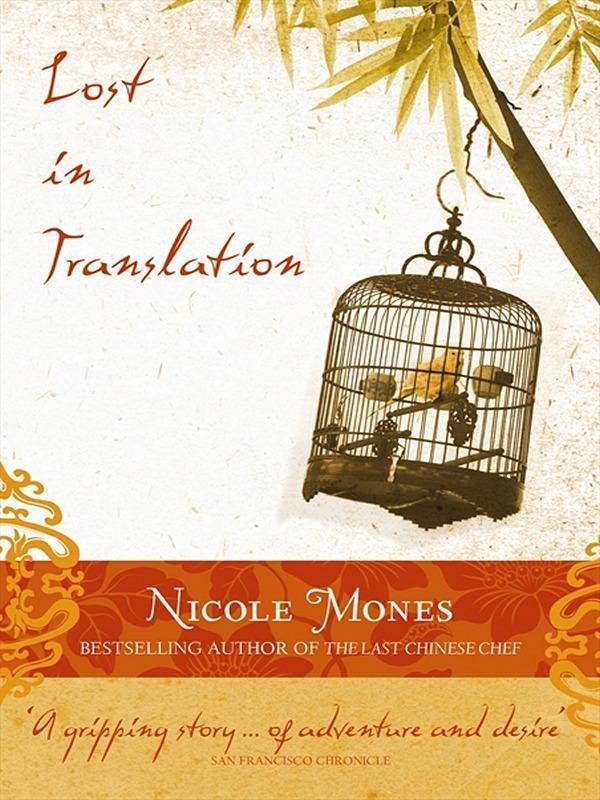 Lost
in
Translation
NICOLE MONES
BESTSELLING AUTHOR OF THE LAST CHINESE CHEF
'A gripping story... of adventure and desire'
SAN FRANCISCO CHRONICLE